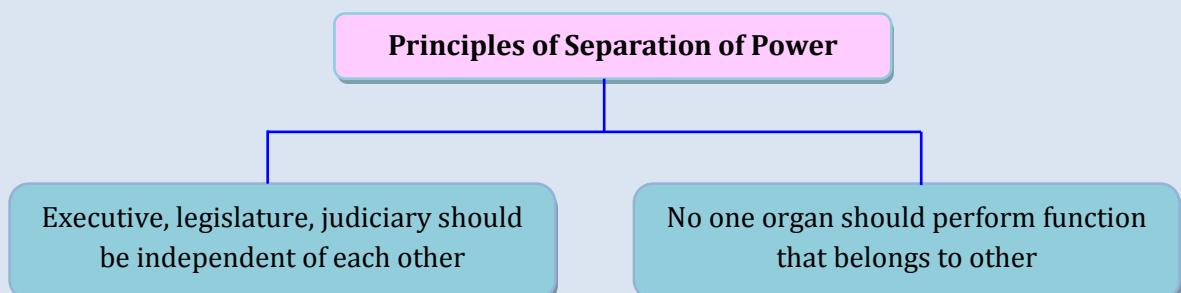 Principles of Separation of Power
Executive, legislature, judiciary should
be independent of each other
No one organ should perform function
that belongs to other